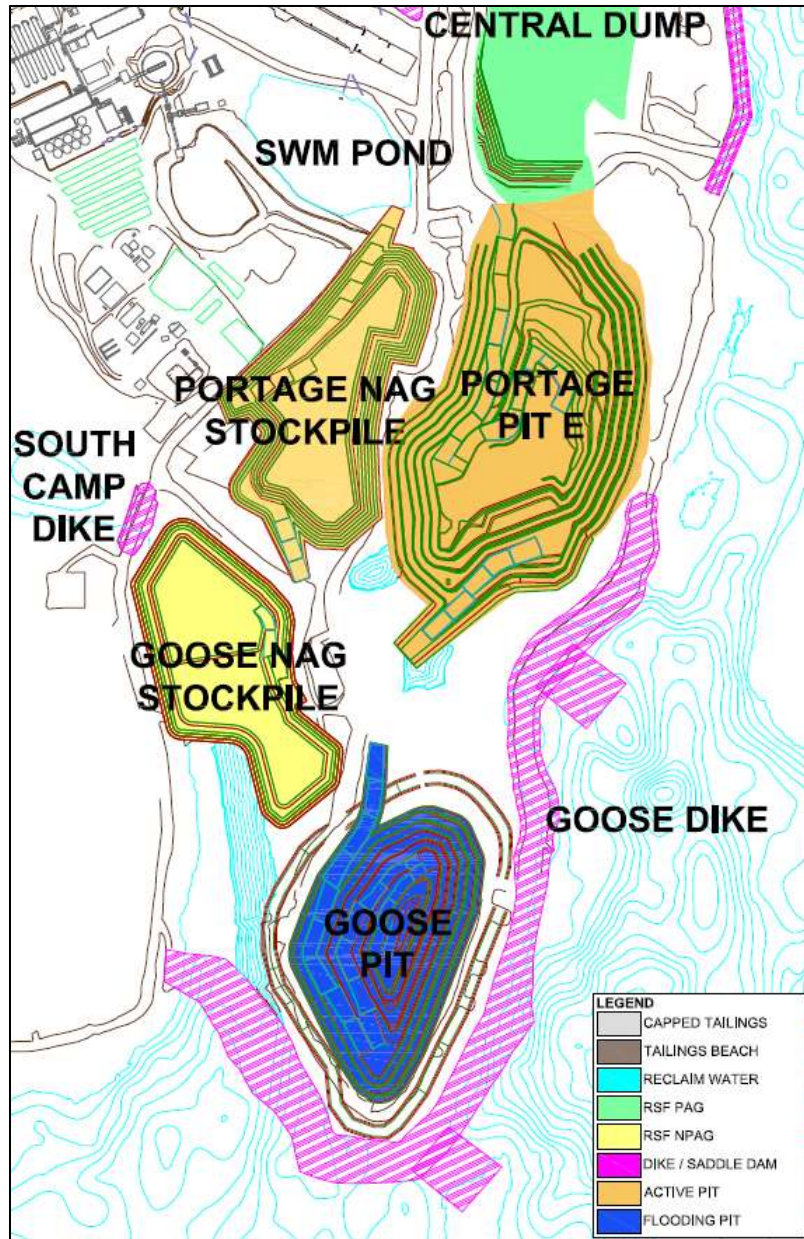 CENTRAL DUMP
SWM POND
PORTAGE NAG
STOCKPILE
PORTAGE
PIT E
SOUTH
CAMP
DIKE
GOOSE NAG
STOCKPILE
GOOSE DIKE
GOOSE
PIT
LEGEND
CAPPED TAILINGS
TAILINGS BEACH
RECLAIM WATER
RSF PAG
RSF NPAG
DIKE / SADDLE DAM
ACTIVE PIT
FLOODING PIT